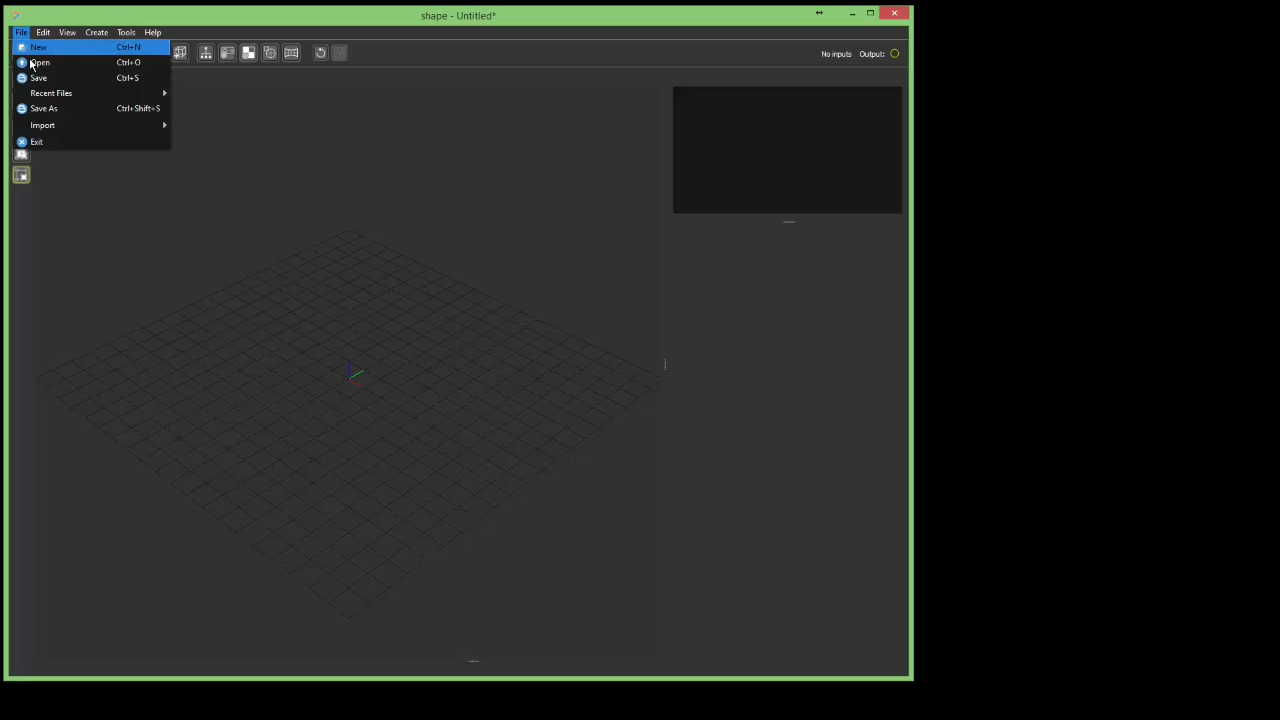 shape - Untitled*
File Edit View Create Tools Help
New Ctrl+N
No inputs Output:
Open Ctrl+O
Save Ctrl+S
Recent Files
Save As Ctrl+Shift+S
Import
Exit